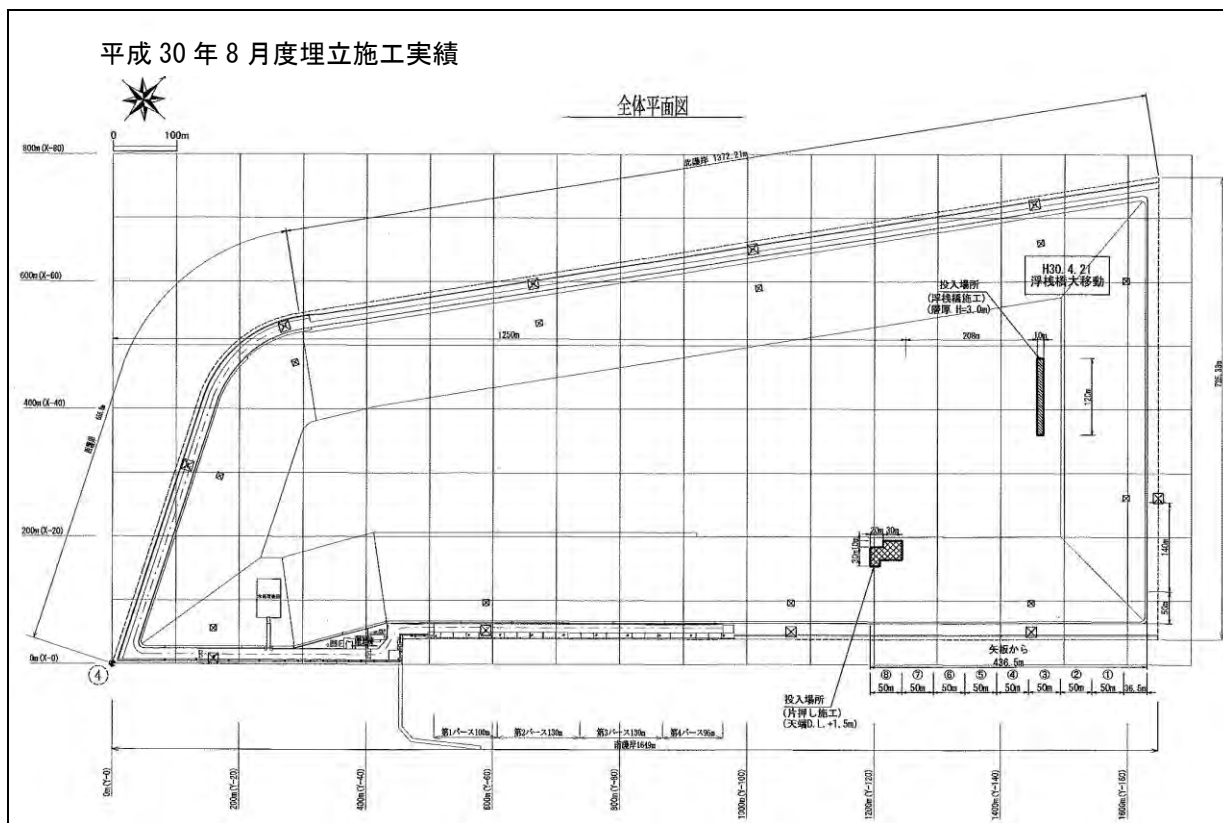 平成 30 年 8 月度埋立施工実績
全体平面図
0 100m
800m(X-80)
600m(X-60)
400m(X-40)
200m(X-20)
0m(X-0)
④
北護岸 1372.21m
西護岸
H30.4.21
浮桟橋大移動
投入場所
(浮桟橋施工)
(層厚 H=3.0m)
1250m
208m
10m
120m
20m 30m
140m
50m
矢板から
436.5m
⑧ ⑦ ⑥ ⑤ ④ ③ ② ①
50m 50m 50m 50m 50m 50m 50m 50m 36.5m
投入場所
(片押し施工)
(天端D.L.+1.5m)
第1バース100m 第2バース130m 第3バース130m 第4バース95m
南護岸1649m
0m(Y-0)
200m(Y-20)
400m(Y-40)
600m(Y-60)
800m(Y-80)
1000m(Y-100)
1200m(Y-120)
1400m(Y-140)
1600m(Y-160)